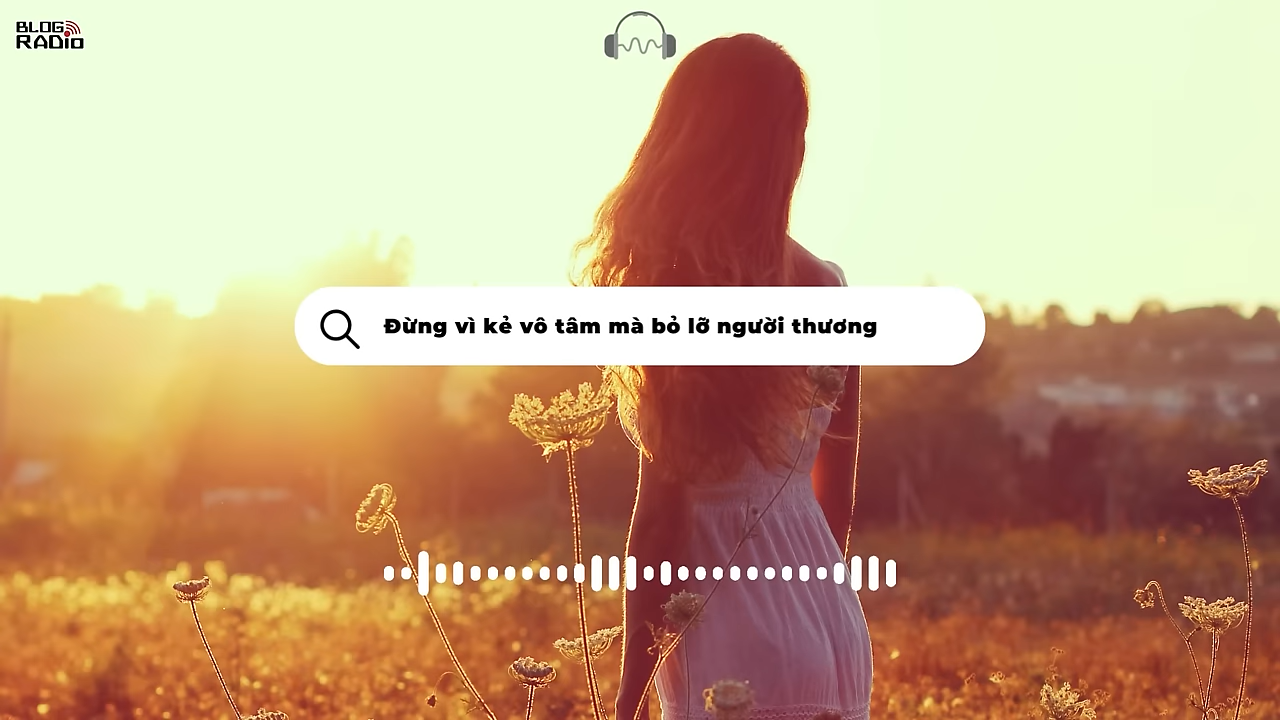 BLOG
RADIO
Đừng vì kẻ vô tâm mà bỏ lỡ người thương